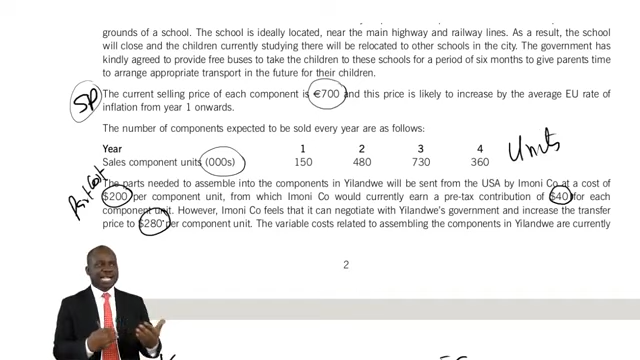 grounds of a school. The school is ideally located, near the main highway and railway lines. As a result, the school
will close and the children currently studying there will be relocated to other schools in the city. The government has
kindly agreed to provide free buses to take the children to these schools for a period of six months to give parents time
to arrange appropriate transport in the future for their children.
SP
The current selling price of each component is €700 and this price is likely to increase by the average EU rate of
inflation from year 1 onwards.
The number of components expected to be sold every year are as follows:
Year 1 2 3 4
Sales component units (000s) 150 480 730 360
Units
Part Cost
The parts needed to assemble into the components in Yilandwe will be sent from the USA by Imoni Co at a cost of
$200 per component unit, from which Imoni Co would currently earn a pre-tax contribution of $40 for each
component unit. However, Imoni Co feels that it can negotiate with Yilandwe's government and increase the transfer
price to $280 per component unit. The variable costs related to assembling the components in Yilandwe are currently
2